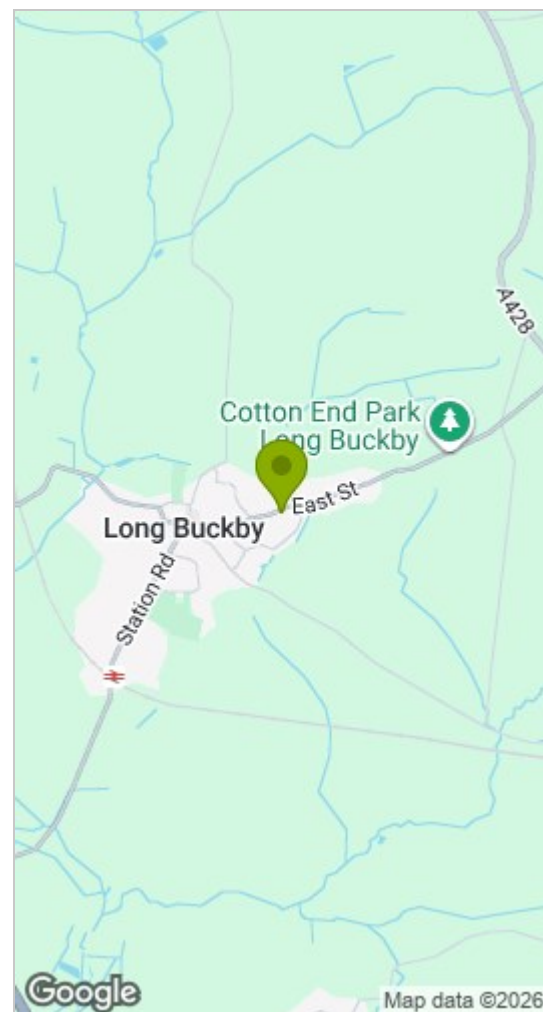 A428
Cotton End Park
Long Buckby
East St
Long Buckby
Station Rd
Google
Map data ©2026